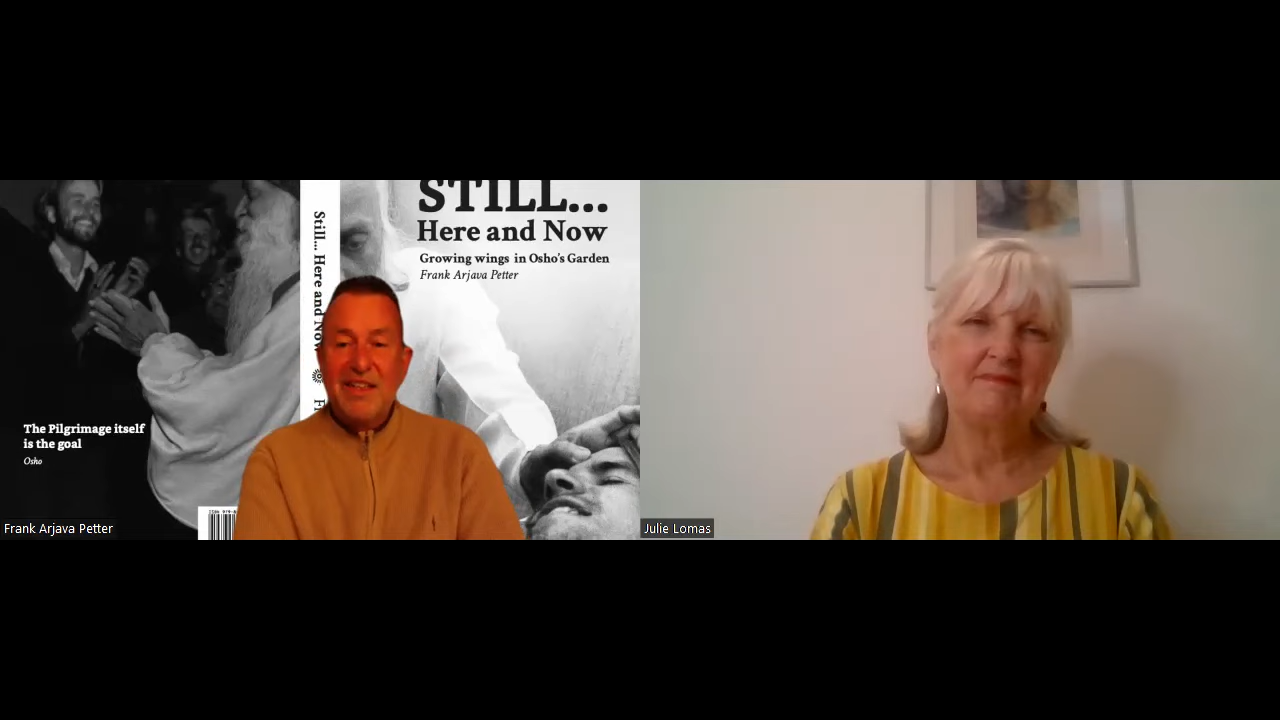 STILL...
Here and Now
Growing wings in Osho's Garden
Frank Arjava Petter
Still... Here and Now
The Pilgrimage itself
is the goal
Osho
Frank Arjava Petter
Julie Lomas